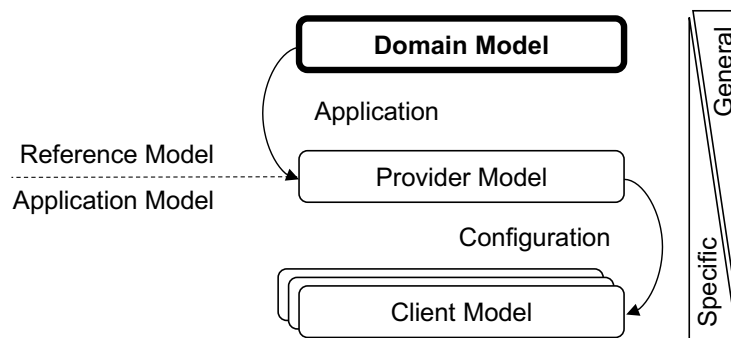 Domain Model
General
Application
Reference Model
Provider Model
Application Model
Configuration
Specific
Client Model